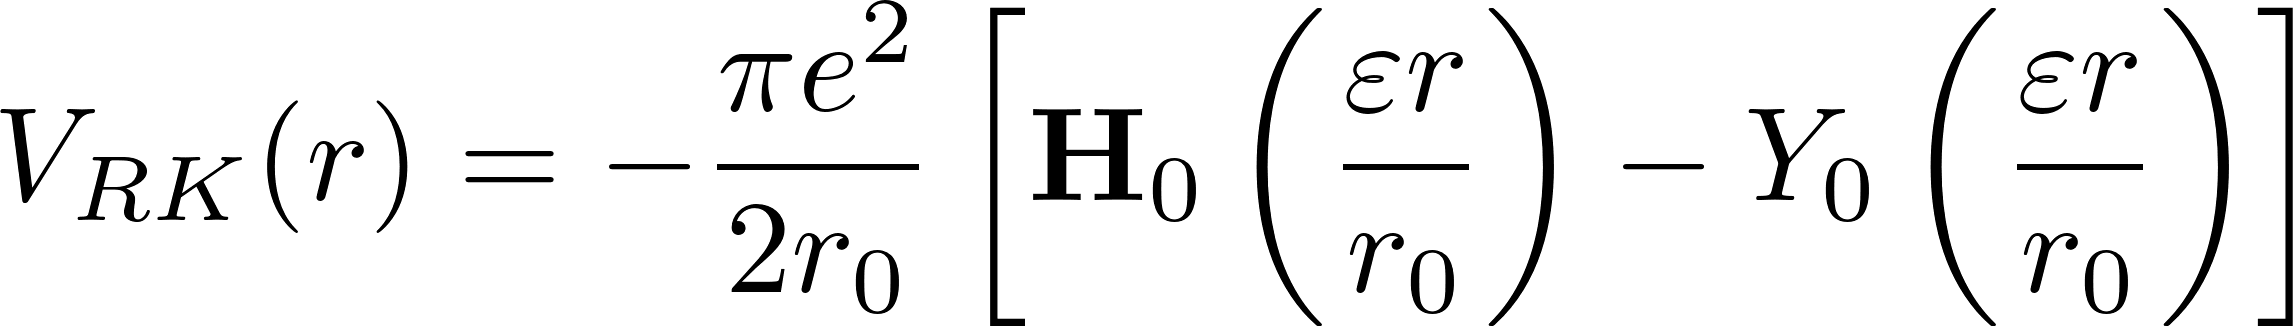 V_{RK}(r) = -\frac{\pi e^2}{2r_0} \left[ \mathbf{H}_0 \left( \frac{\varepsilon r}{r_0} \right) - Y_0 \left( \frac{\varepsilon r}{r_0} \right) \right]